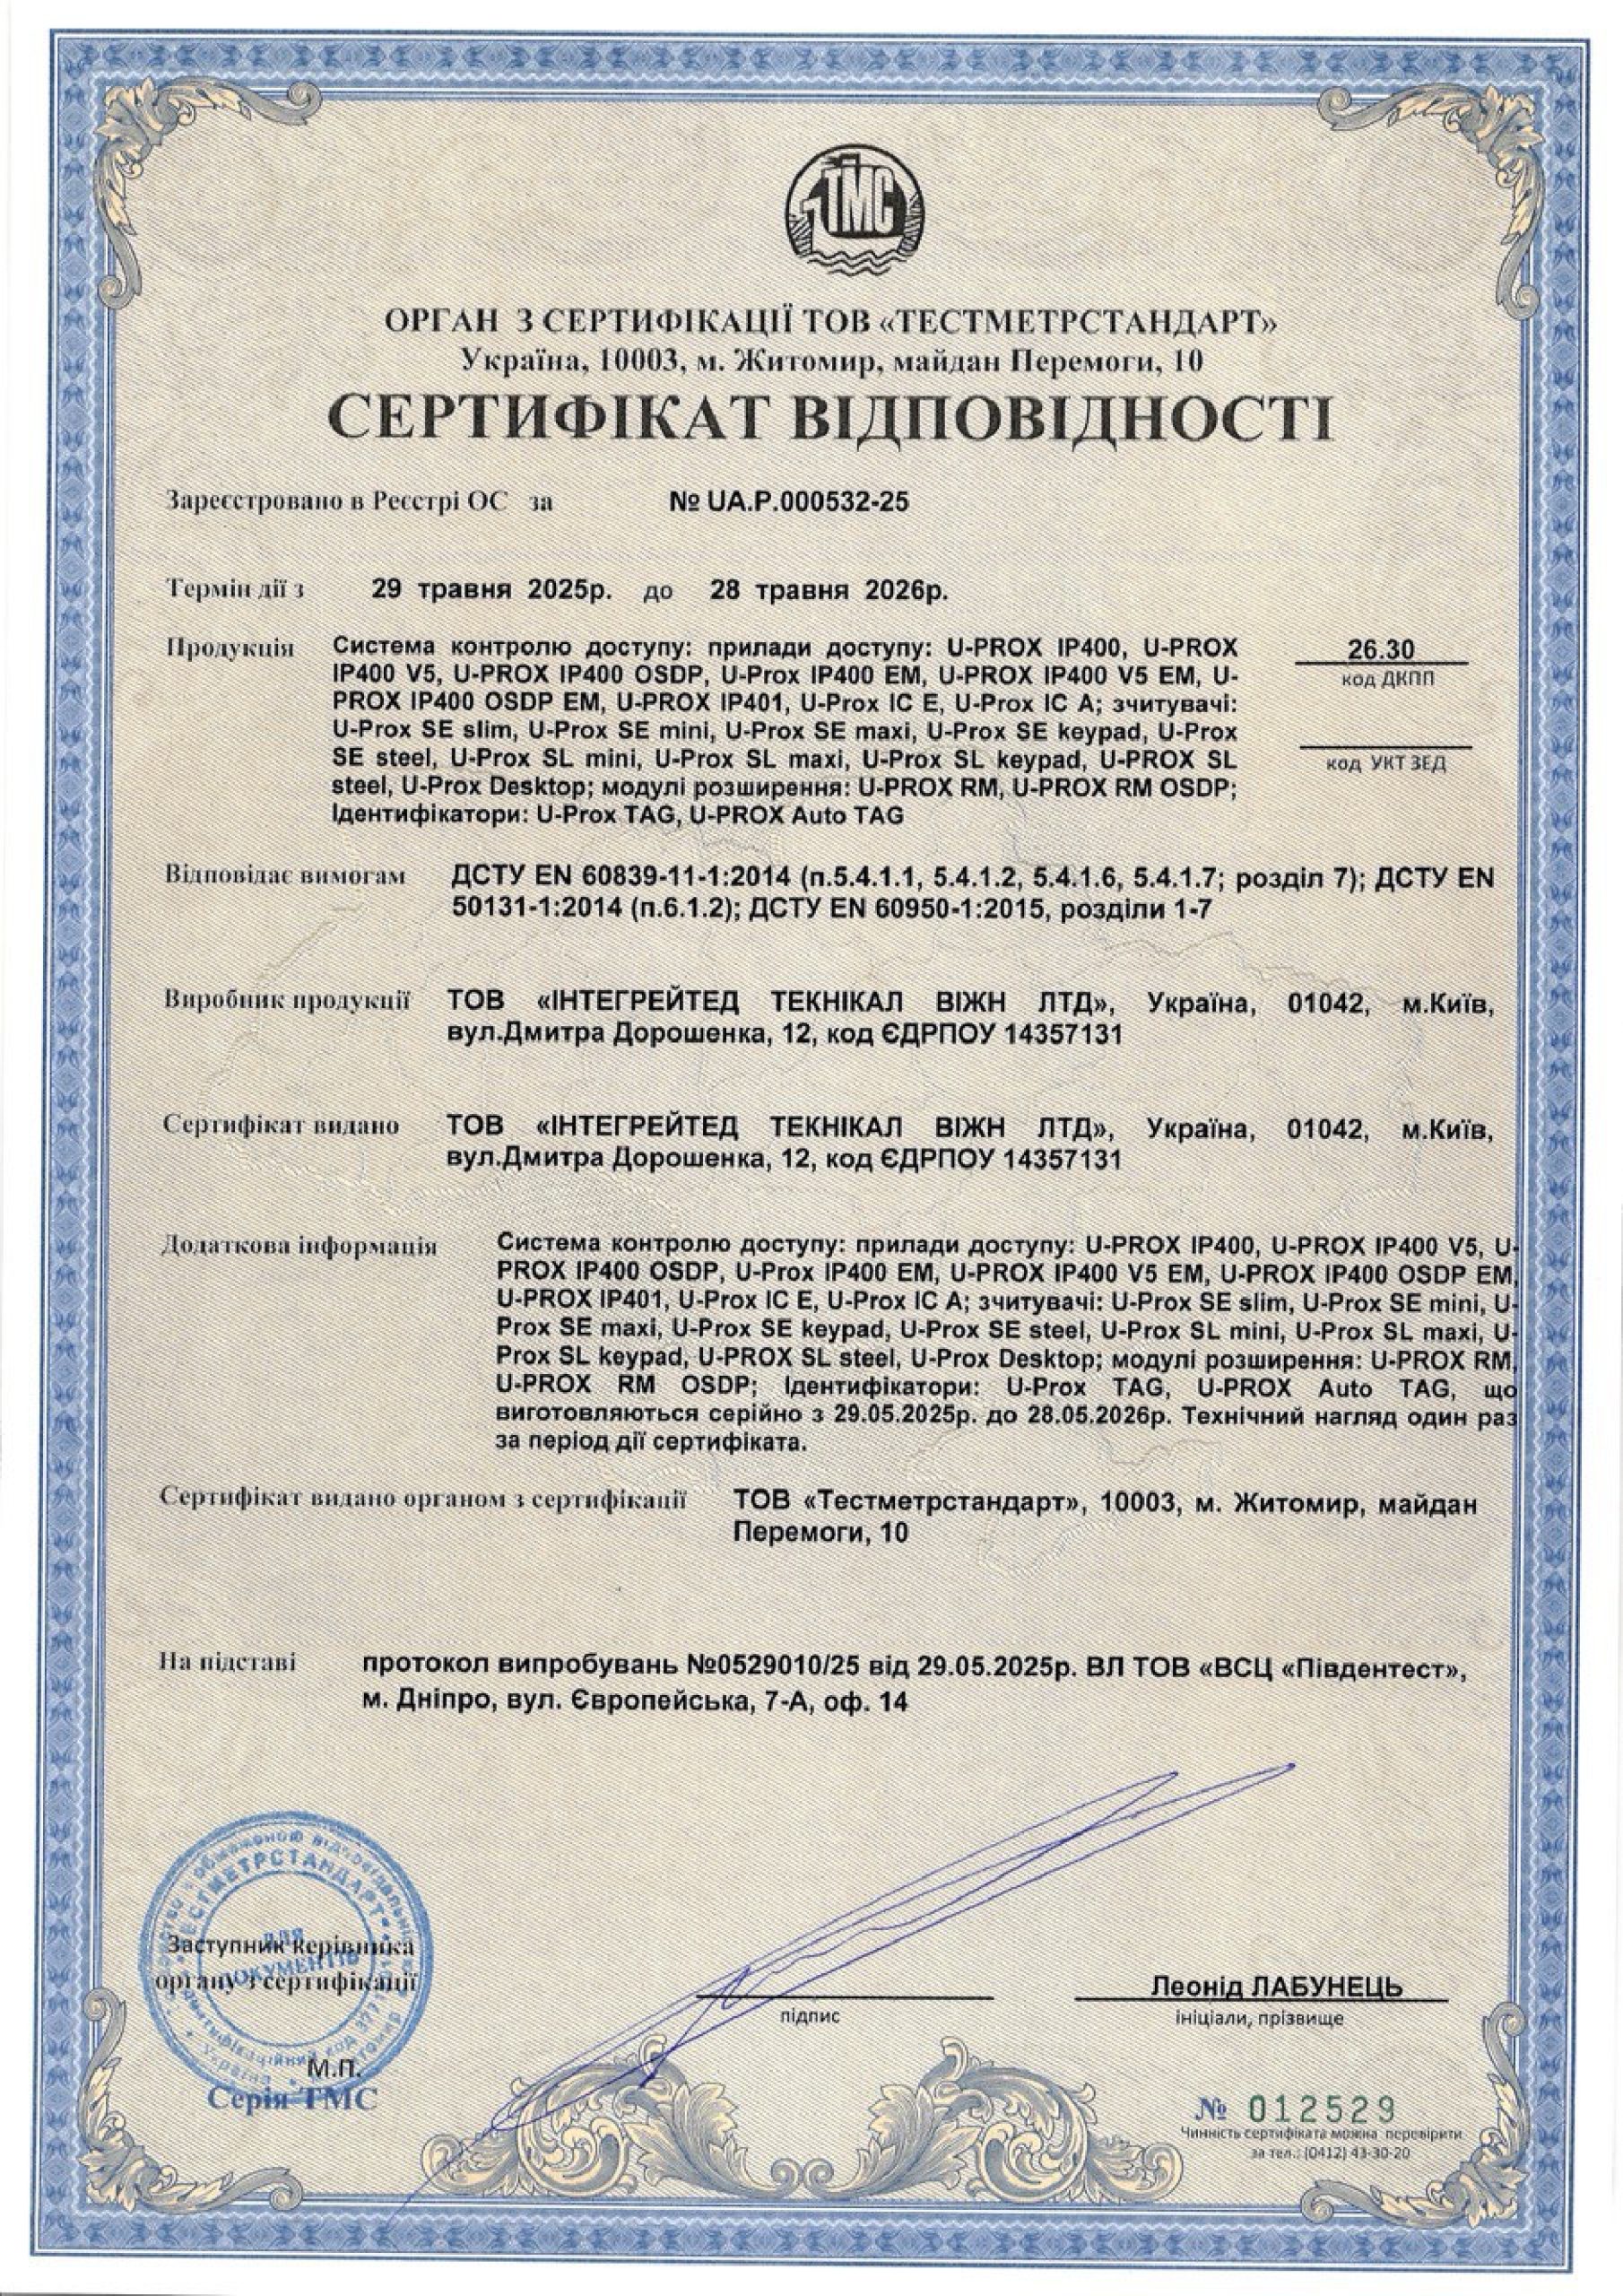 ТМС
ОРГАН З СЕРТИФІКАЦІЇ ТОВ «ТЕСТМЕТРСТАНДАРТ»
Україна, 10003, м. Житомир, майдан Перемоги, 10
СЕРТИФІКАТ ВІДПОВІДНОСТІ
Зареєстровано в Реєстрі ОС за № UA.P.000532-25
Термін дії з 29 травня 2025р. до 28 травня 2026р.
Продукція Система контролю доступу: прилади доступу: U-PROX IP400, U-PROX
IP400 V5, U-PROX IP400 OSDP, U-Prox IP400 EM, U-PROX IP400 V5 EM, U-
PROX IP400 OSDP EM, U-PROX IP401, U-Prox IC E, U-Prox IC A; зчитувачі:
U-Prox SE slim, U-Prox SE mini, U-Prox SE maxi, U-Prox SE keypad, U-Prox
SE steel, U-Prox SL mini, U-Prox SL maxi, U-Prox SL keypad, U-PROX SL
steel, U-Prox Desktop; модулі розширення: U-PROX RM, U-PROX RM OSDP;
Ідентифікатори: U-Prox TAG, U-PROX Auto TAG
26.30
код ДКПП
код УКТ ЗЕД
Відповідає вимогам ДСТУ EN 60839-11-1:2014 (п.5.4.1.1, 5.4.1.2, 5.4.1.6, 5.4.1.7; розділ 7); ДСТУ EN
50131-1:2014 (п.6.1.2); ДСТУ EN 60950-1:2015, розділи 1-7
Виробник продукції ТОВ «ІНТЕГРЕЙТЕД ТЕКНІКАЛ ВІЖН ЛТД», Україна, 01042, м.Київ,
вул.Дмитра Дорошенка, 12, код ЄДРПОУ 14357131
Сертифікат видано ТОВ «ІНТЕГРЕЙТЕД ТЕКНІКАЛ ВІЖН ЛТД», Україна, 01042, м.Київ,
вул.Дмитра Дорошенка, 12, код ЄДРПОУ 14357131
Додаткова інформація Система контролю доступу: прилади доступу: U-PROX IP400, U-PROX IP400 V5, U-
PROX IP400 OSDP, U-Prox IP400 EM, U-PROX IP400 V5 EM, U-PROX IP400 OSDP EM,
U-PROX IP401, U-Prox IC E, U-Prox IC A; зчитувачі: U-Prox SE slim, U-Prox SE mini, U-
Prox SE maxi, U-Prox SE keypad, U-Prox SE steel, U-Prox SL mini, U-Prox SL maxi, U-
Prox SL keypad, U-PROX SL steel, U-Prox Desktop; модулі розширення: U-PROX RM,
U-PROX RM OSDP; Ідентифікатори: U-Prox TAG, U-PROX Auto TAG, що
виготовляються серійно з 29.05.2025р. до 28.05.2026р. Технічний нагляд один раз
за період дії сертифіката.
Сертифікат видано органом з сертифікації ТОВ «Тестметрстандарт», 10003, м. Житомир, майдан
Перемоги, 10
На підставі протокол випробувань №0529010/25 від 29.05.2025р. ВЛ ТОВ «ВСЦ «Південтест»,
м. Дніпро, вул. Європейська, 7-А, оф. 14
Заступник керівника
органу з сертифікації
підпис
Леонід ЛАБУНЕЦЬ
ініціали, прізвище
ТЕСТМЕТРСТАНДАРТ
ДЛЯ
ДОКУМЕНТІВ
М.П.
Серія ТМС
№ 012529
Чинність сертифіката можна перевірити
за тел.: (0412) 43-30-20